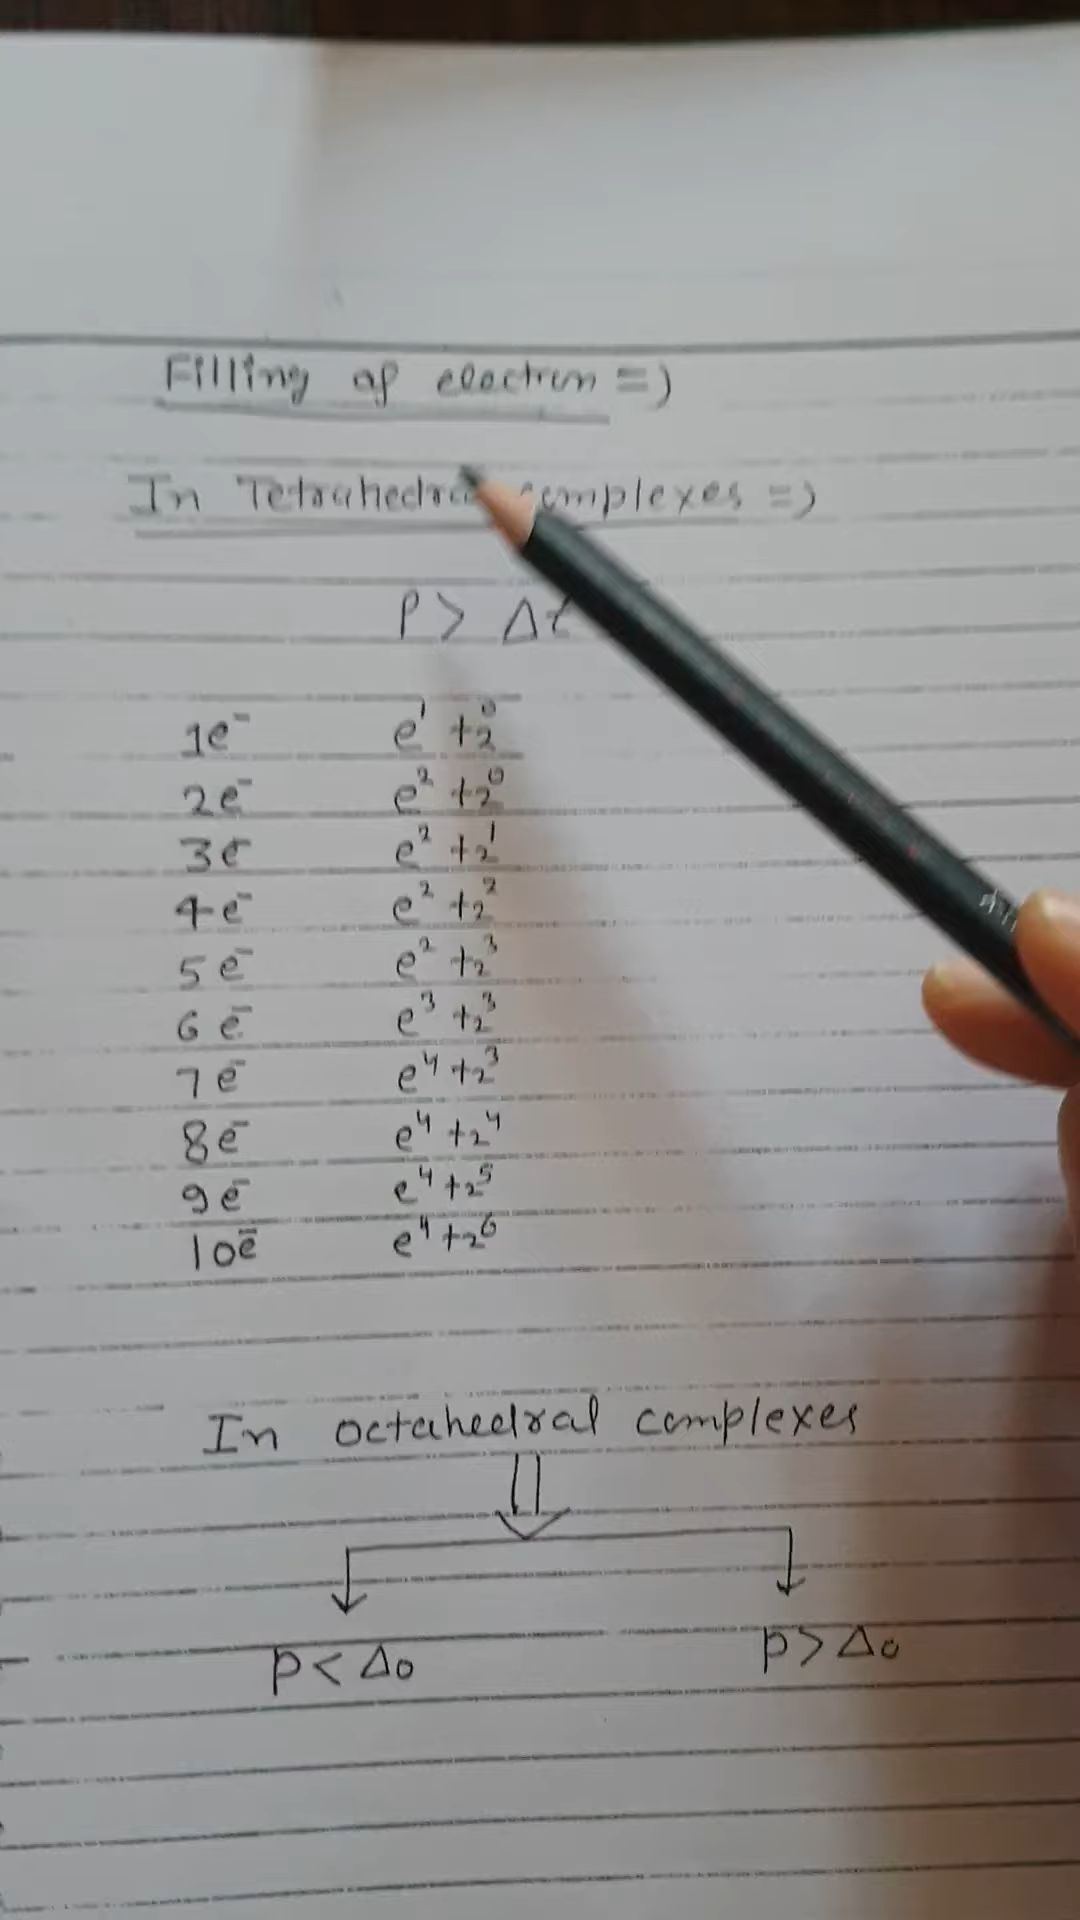 Filling of electron =)
In Tetrahedral complexes =)
P > Δt
1e⁻ e¹ t₂⁰
2e⁻ e² t₂⁰
3e⁻ e² t₂¹
4e⁻ e² t₂²
5e⁻ e² t₂³
6e⁻ e³ t₂³
7e⁻ e⁴ t₂³
8e⁻ e⁴ t₂⁴
9e⁻ e⁴ t₂⁵
10e⁻ e⁴ t₂⁶
In octahedral complexes
P < Δo P > Δo